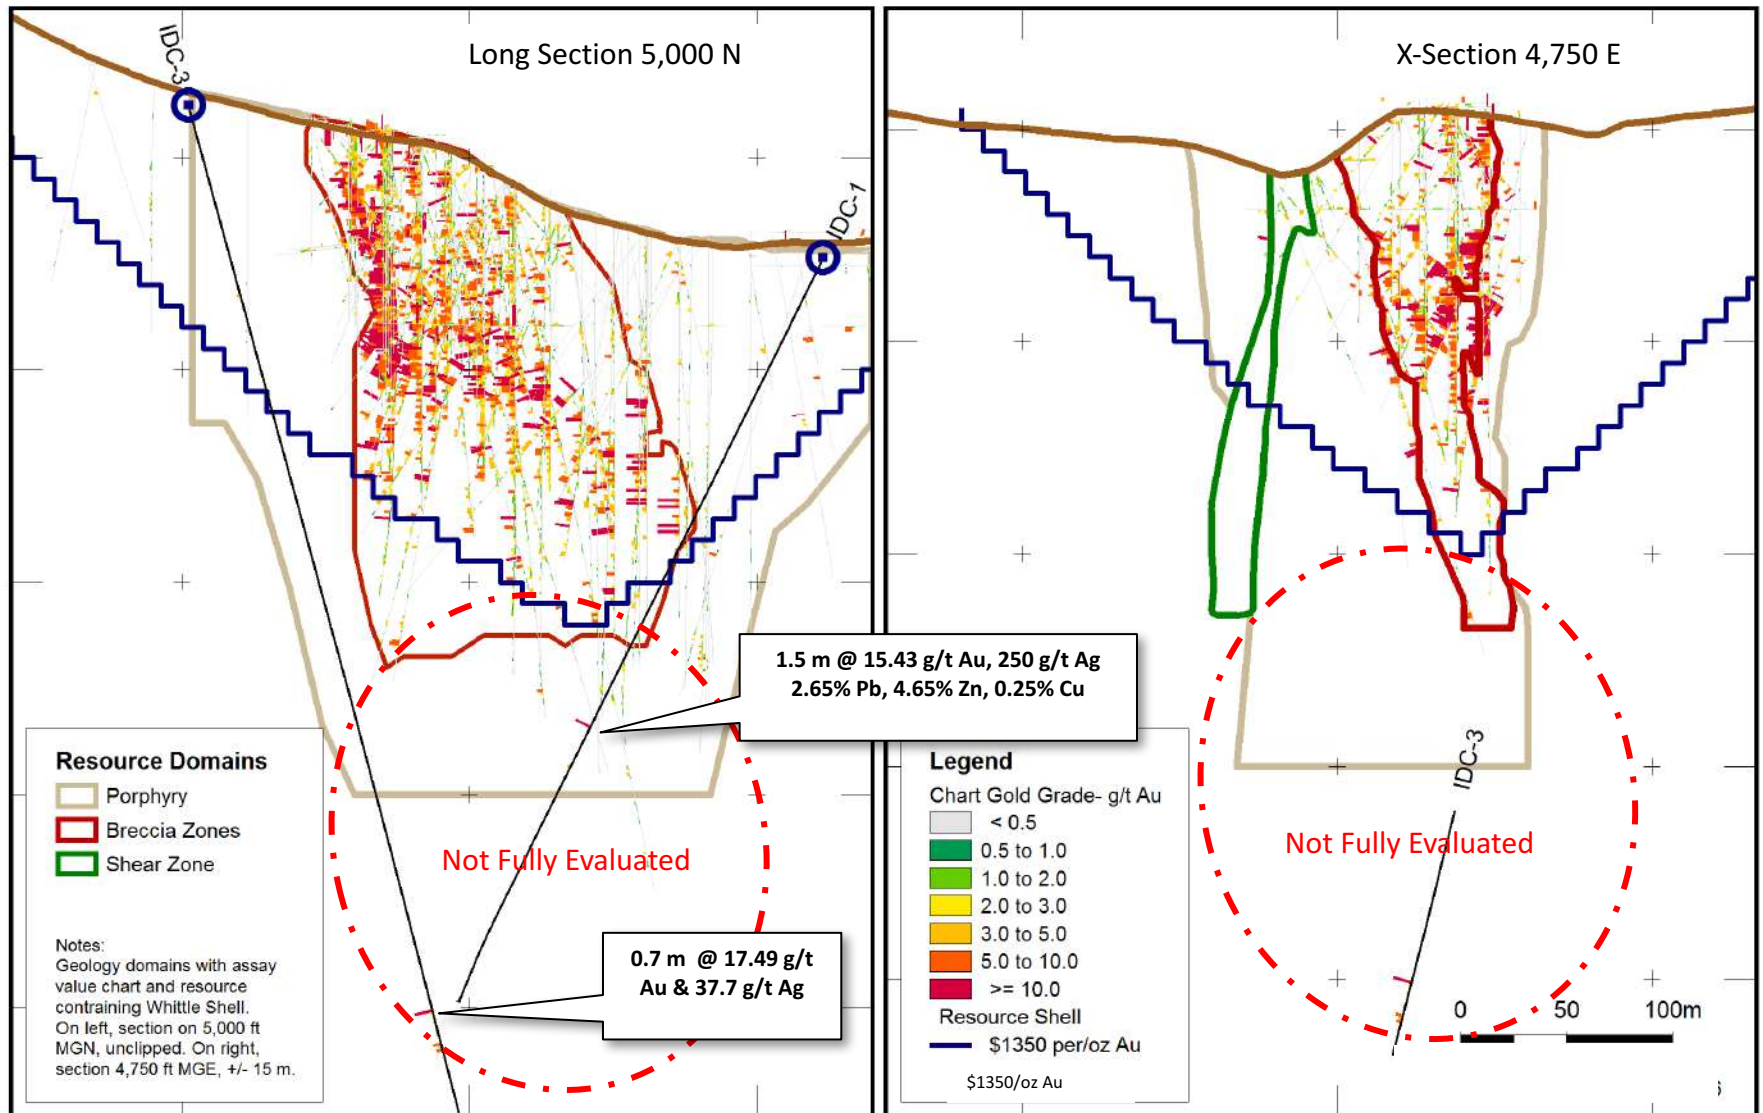 Long Section 5,000 N
IDC-3
IDC-1
1.5 m @ 15.43 g/t Au, 250 g/t Ag
2.65% Pb, 4.65% Zn, 0.25% Cu
Not Fully Evaluated
0.7 m @ 17.49 g/t
Au & 37.7 g/t Ag
Resource Domains
Porphyry
Breccia Zones
Shear Zone
Notes:
Geology domains with assay
value chart and resource
contraining Whittle Shell.
On left, section on 5,000 ft
MGN, unclipped. On right,
section 4,750 ft MGE, +/- 15 m.
X-Section 4,750 E
IDC-3
Not Fully Evaluated
Legend
Chart Gold Grade- g/t Au
< 0.5
0.5 to 1.0
1.0 to 2.0
2.0 to 3.0
3.0 to 5.0
5.0 to 10.0
>= 10.0
Resource Shell
$1350 per/oz Au
$1350/oz Au
0 50 100m